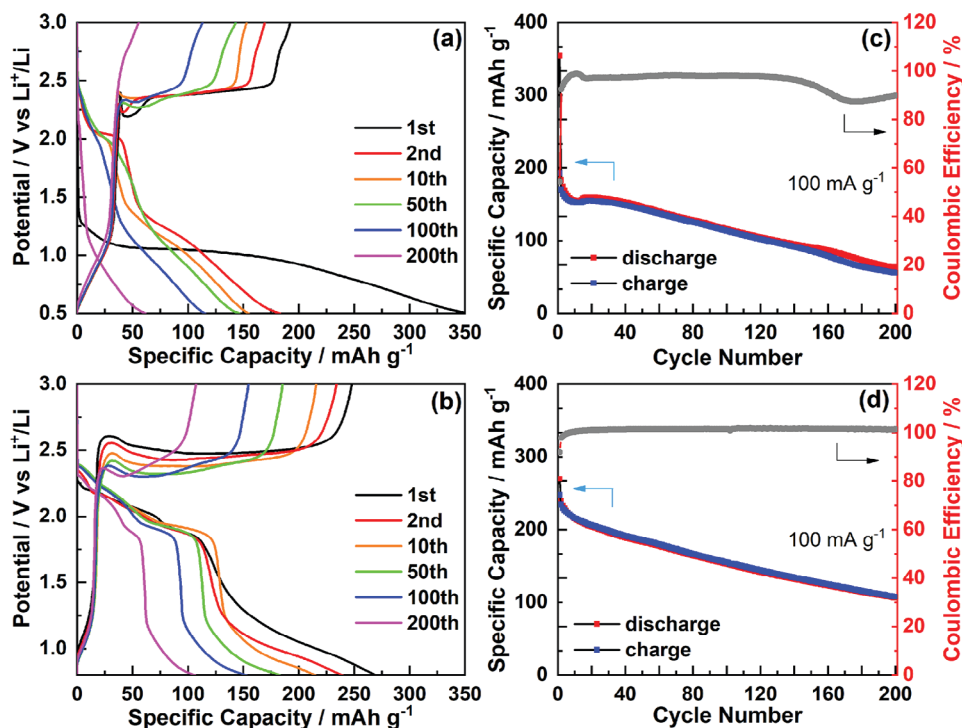 (a)
Potential / V vs Li+/Li
3.0
2.5
2.0
1.5
1.0
0.5
1st
2nd
10th
50th
100th
200th
0 50 100 150 200 250 300 350
Specific Capacity / mAh g-1
(c)
Specific Capacity / mAh g-1
400
300
200
100
0
120
100
80
60
40
20
0
Coulombic Efficiency / %
100 mA g-1
discharge
charge
0 40 80 120 160 200
Cycle Number
(b)
Potential / V vs Li+/Li
3.0
2.5
2.0
1.5
1.0
1st
2nd
10th
50th
100th
200th
0 50 100 150 200 250 300 350
Specific Capacity / mAh g-1
(d)
Specific Capacity / mAh g-1
400
300
200
100
0
120
100
80
60
40
20
0
Coulombic Efficiency / %
100 mA g-1
discharge
charge
0 40 80 120 160 200
Cycle Number